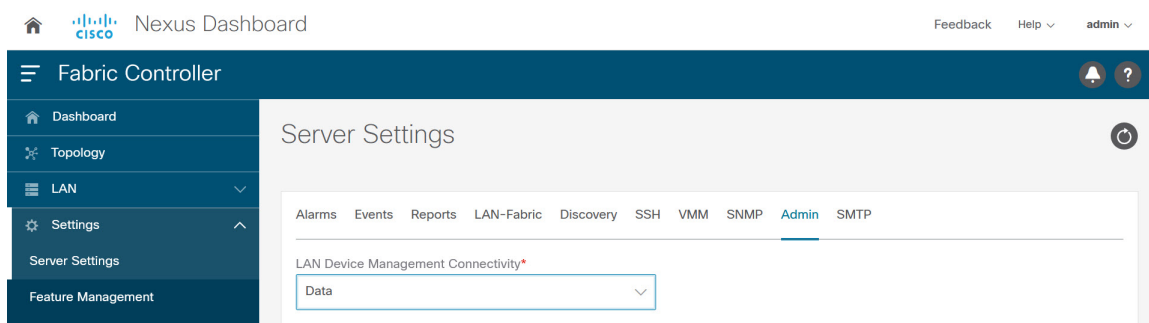 CISCO Nexus Dashboard Feedback Help admin
Fabric Controller ?
Dashboard
Server Settings
Topology
LAN
Alarms Events Reports LAN-Fabric Discovery SSH VMM SNMP Admin SMTP
Settings
Server Settings
LAN Device Management Connectivity*
Data
Feature Management